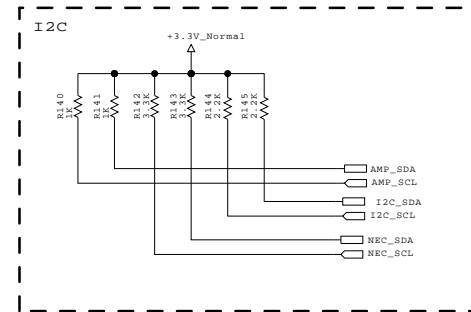 I2C
+3.3V_Normal
R140
1K
R141
1K
R142
3.3K
R143
3.3K
R144
2.2K
R145
2.2K
AMP_SDA
AMP_SCL
I2C_SDA
I2C_SCL
NEC_SDA
NEC_SCL